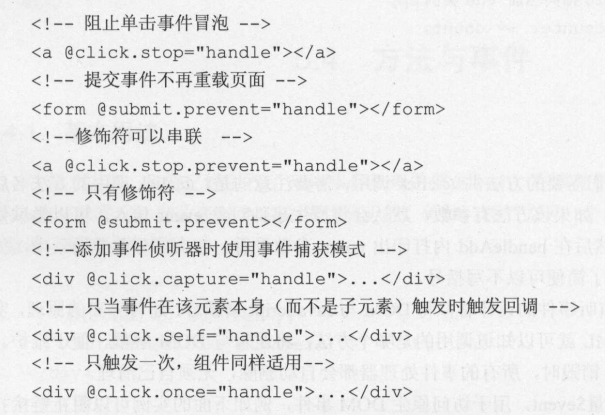 <!-- 阻止单击事件冒泡 -->
<a @click.stop="handle"></a>
<!-- 提交事件不再重载页面 -->
<form @submit.prevent="handle"></form>
<!--修饰符可以串联 -->
<a @click.stop.prevent="handle"></a>
<!-- 只有修饰符 -->
<form @submit.prevent></form>
<!--添加事件侦听器时使用事件捕获模式 -->
<div @click.capture="handle">...</div>
<!-- 只当事件在该元素本身（而不是子元素）触发时触发回调 -->
<div @click.self="handle">...</div>
<!-- 只触发一次，组件同样适用-->
<div @click.once="handle">...</div>